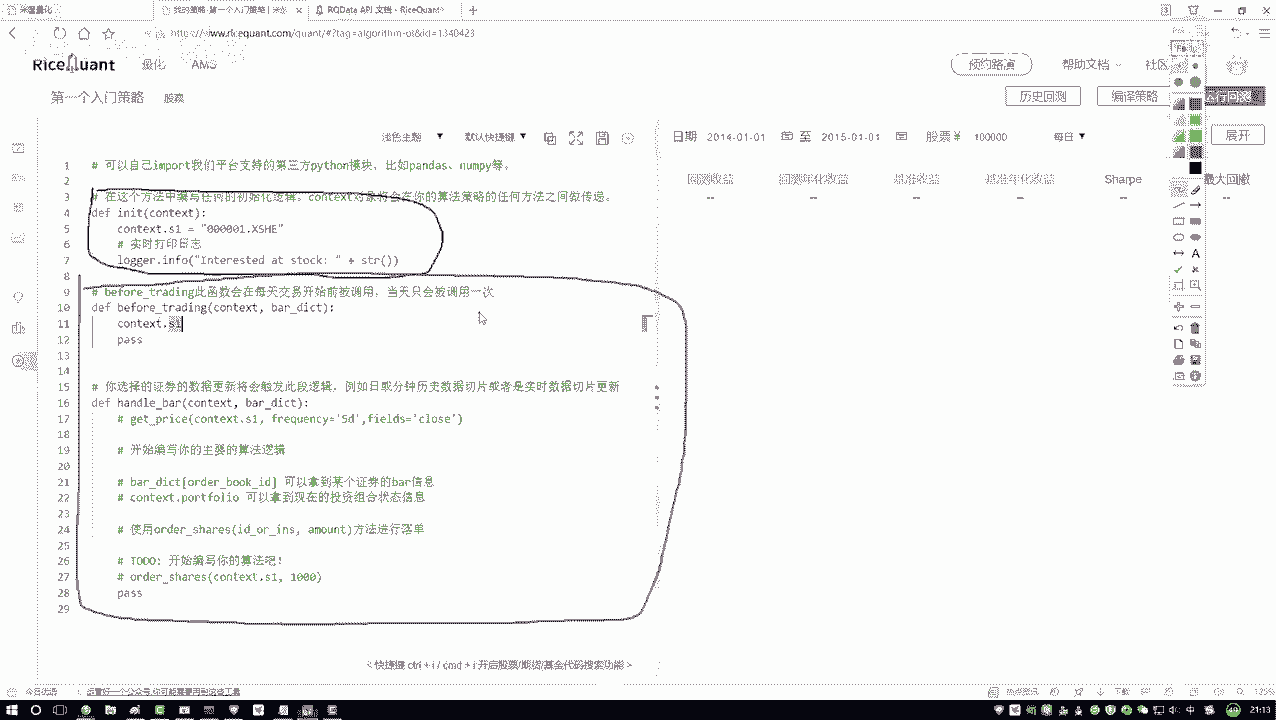 米筐量化
我的策略-第一个入门策略 | 米筐
RQData API 文档 - RiceQuant
ww.ricequant.com/quant/#?tag=algorithm-ol&id=1340423
RiceQuant
量化
AMS
预约路演
帮助文档
社区
第一个入门策略
股票
历史回测
编译策略
浅色主题
默认快捷键
日期 2014-01-01 至 2015-01-01 股票¥ 100000 每日
展开
回测收益
回测年化收益
基准收益
基准年化收益
Sharpe
最大回撤
-- -- -- -- -- --
1 # 可以自己import我们平台支持的第三方python模块，比如pandas、numpy等。
2
3 # 在这个方法中编写任何的初始化逻辑。context对象将会在你的算法策略的任何方法之间做传递。
4 def init(context):
5 context.s1 = "000001.XSHE"
6 # 实时打印日志
7 logger.info("Interested at stock: " + str())
8
9 # before_trading此函数会在每天交易开始前被调用，当天只会被调用一次
10 def before_trading(context, bar_dict):
11 context.s1
12 pass
13
14
15 # 你选择的证券的数据更新将会触发此段逻辑，例如日或分钟历史数据切片或者是实时数据切片更新
16 def handle_bar(context, bar_dict):
17 # get_price(context.s1, frequency='5d',fields='close')
18
19 # 开始编写你的主要的算法逻辑
20
21 # bar_dict[order_book_id] 可以拿到某个证券的bar信息
22 # context.portfolio 可以拿到现在的投资组合状态信息
23
24 # 使用order_shares(id_or_ins, amount)方法进行落单
25
26 # TODO: 开始编写你的算法吧！
27 # order_shares(context.s1, 1000)
28 pass
29
< 快捷键 ctrl + i / cmd + i 开启股票/期货/基金代码搜索功能 >
21:13